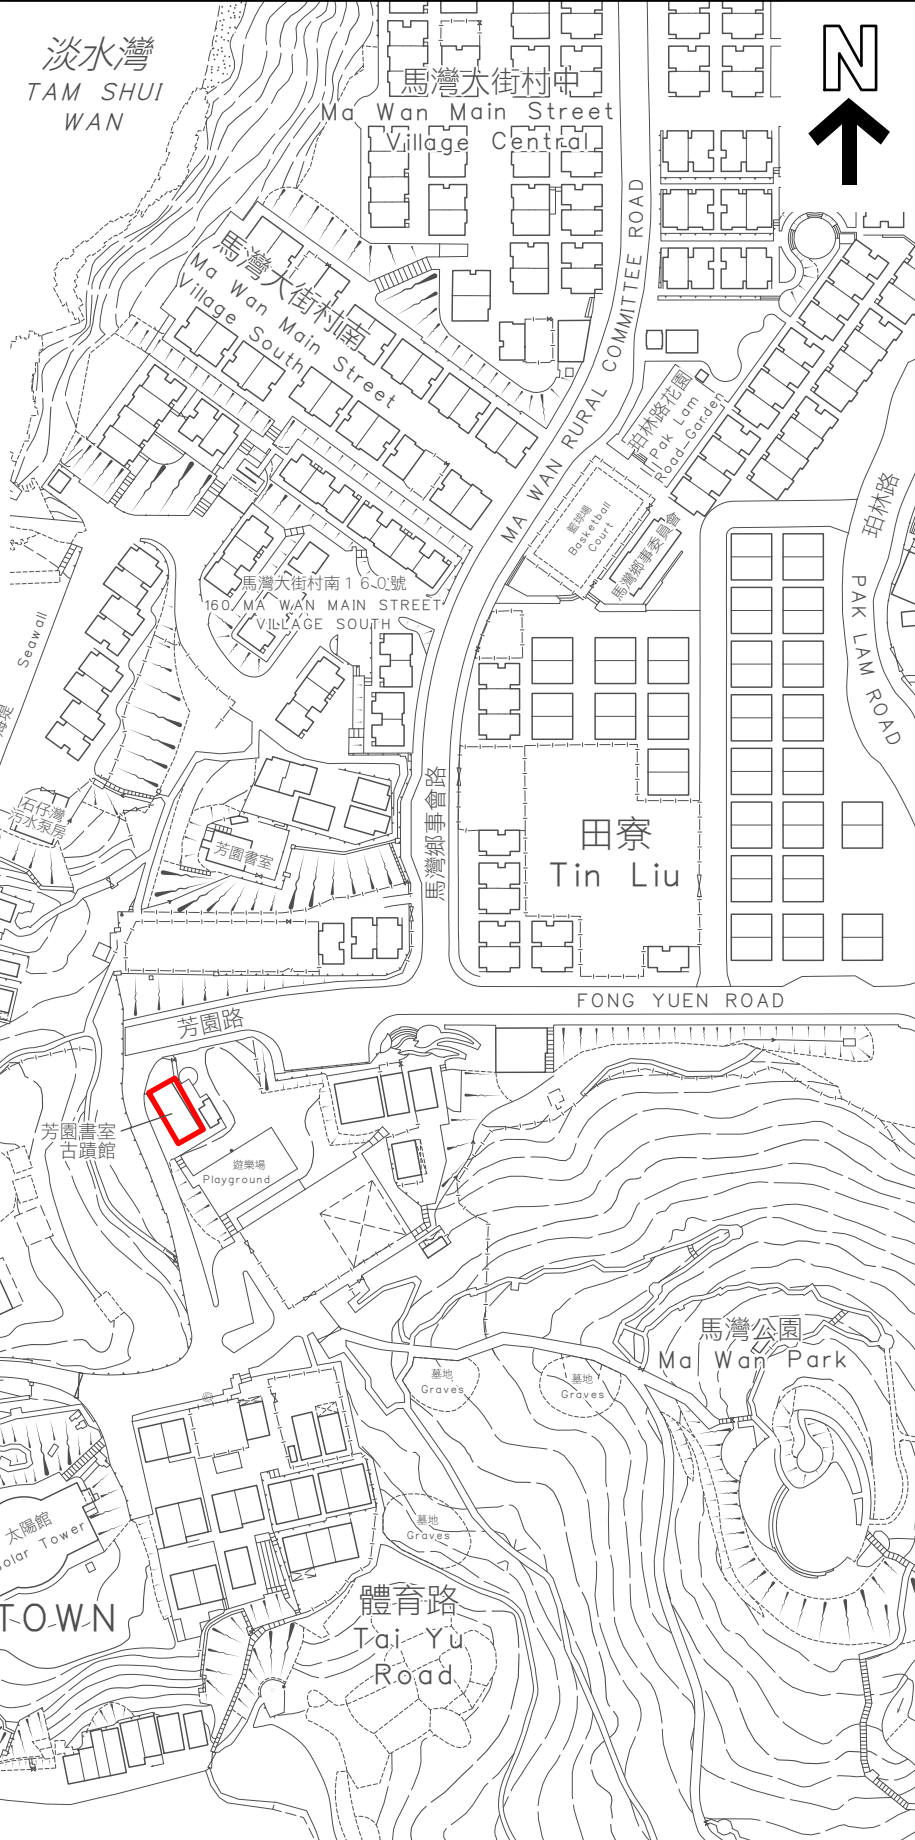 淡水灣
TAM SHUI
WAN
N
馬灣大街村中
Ma Wan Main Street
Village Central
馬灣大街村南
Ma Wan Main Street
Village South
MA WAN RURAL COMMITTEE ROAD
珀林路花園
Pak Lam
Road Garden
籃球場
Basketball
Court
馬灣鄉事委員會
珀林路
PAK LAM ROAD
馬灣大街村南160號
160 MA WAN MAIN STREET
VILLAGE SOUTH
Seawall
海堤
石仔灣
污水泵房
芳園書室
馬灣鄉事會路
田寮
Tin Liu
FONG YUEN ROAD
芳園路
芳園書室
古蹟館
遊樂場
Playground
馬灣公園
Ma Wan Park
墓地
Graves
墓地
Graves
墓地
Graves
太陽館
Solar Tower
TOWN
體育路
Tai Yu
Road